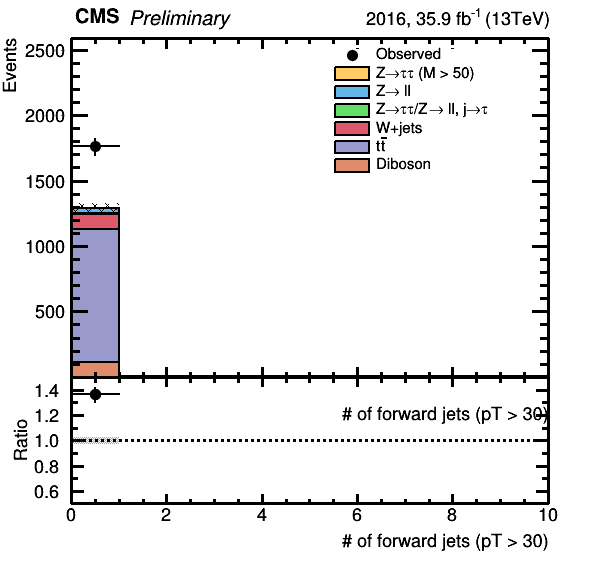 CMS Preliminary 2016, 35.9 fb⁻¹ (13TeV)
Events
2500
2000
1500
1000
500
Observed
Z→ττ (M > 50)
Z→ ll
Z→ττ/Z→ ll, j→τ
W+jets
tt̅
Diboson
Ratio
1.4
1.2
1.0
0.8
0.6
# of forward jets (pT > 30)
0 2 4 6 8 10
# of forward jets (pT > 30)